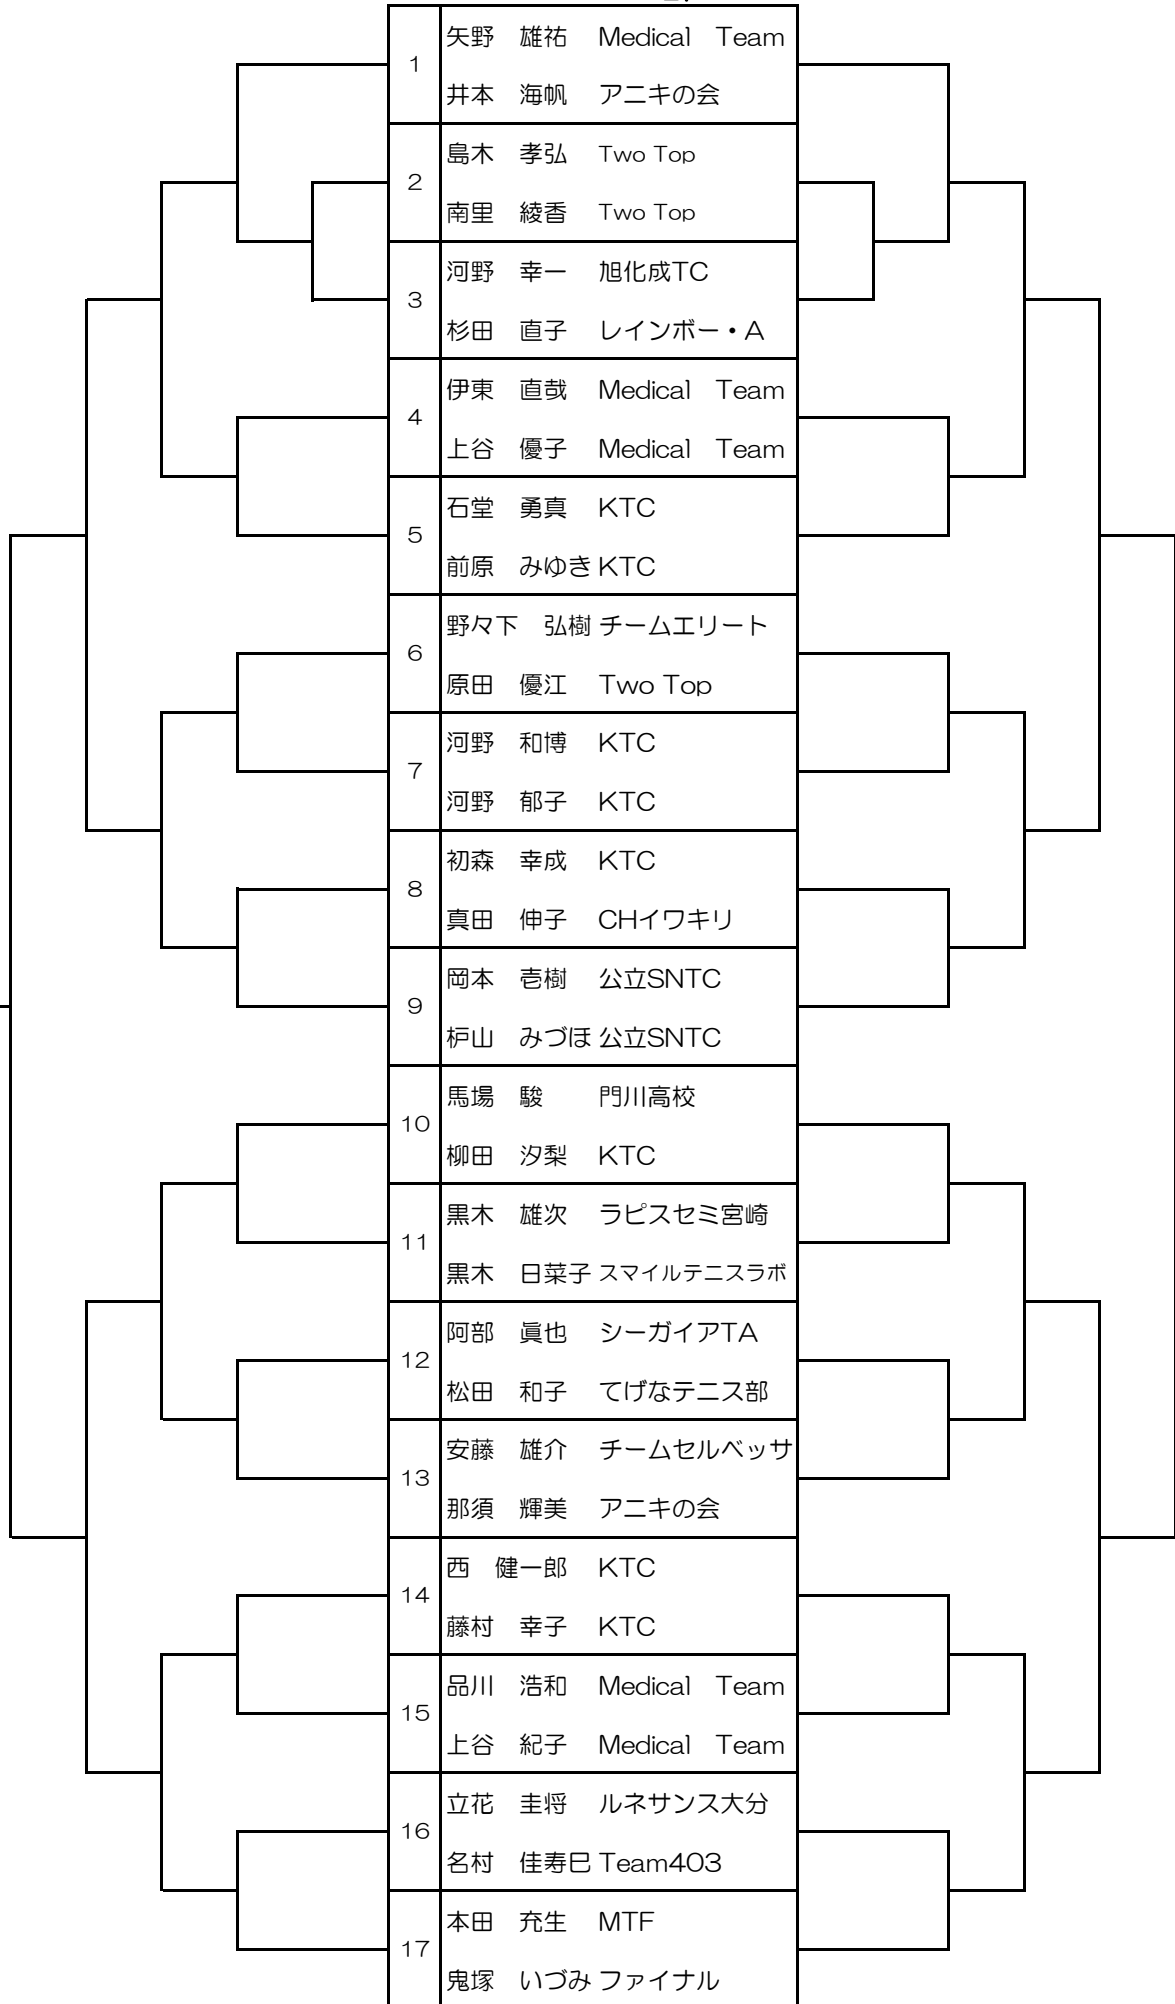 1
矢野　雄祐　Medical　Team
井本　海帆　アニキの会
2
島木　孝弘　Two Top
南里　綾香　Two Top
3
河野　幸一　旭化成TC
杉田　直子　レインボー・A
4
伊東　直哉　Medical　Team
上谷　優子　Medical　Team
5
石堂　勇真　KTC
前原　みゆき KTC
6
野々下　弘樹 チームエリート
原田　優江　Two Top
7
河野　和博　KTC
河野　郁子　KTC
8
初森　幸成　KTC
真田　伸子　CHイワキリ
9
岡本　壱樹　公立SNTC
枦山　みづほ 公立SNTC
10
馬場　駿　　門川高校
柳田　汐梨　KTC
11
黒木　雄次　ラピスセミ宮崎
黒木　日菜子 スマイルテニスラボ
12
阿部　眞也　シーガイアTA
松田　和子　てげなテニス部
13
安藤　雄介　チームセルベッサ
那須　輝美　アニキの会
14
西　健一郎　KTC
藤村　幸子　KTC
15
品川　浩和　Medical　Team
上谷　紀子　Medical　Team
16
立花　圭将　ルネサンス大分
名村　佳寿巳 Team403
17
本田　充生　MTF
鬼塚　いづみ ファイナル